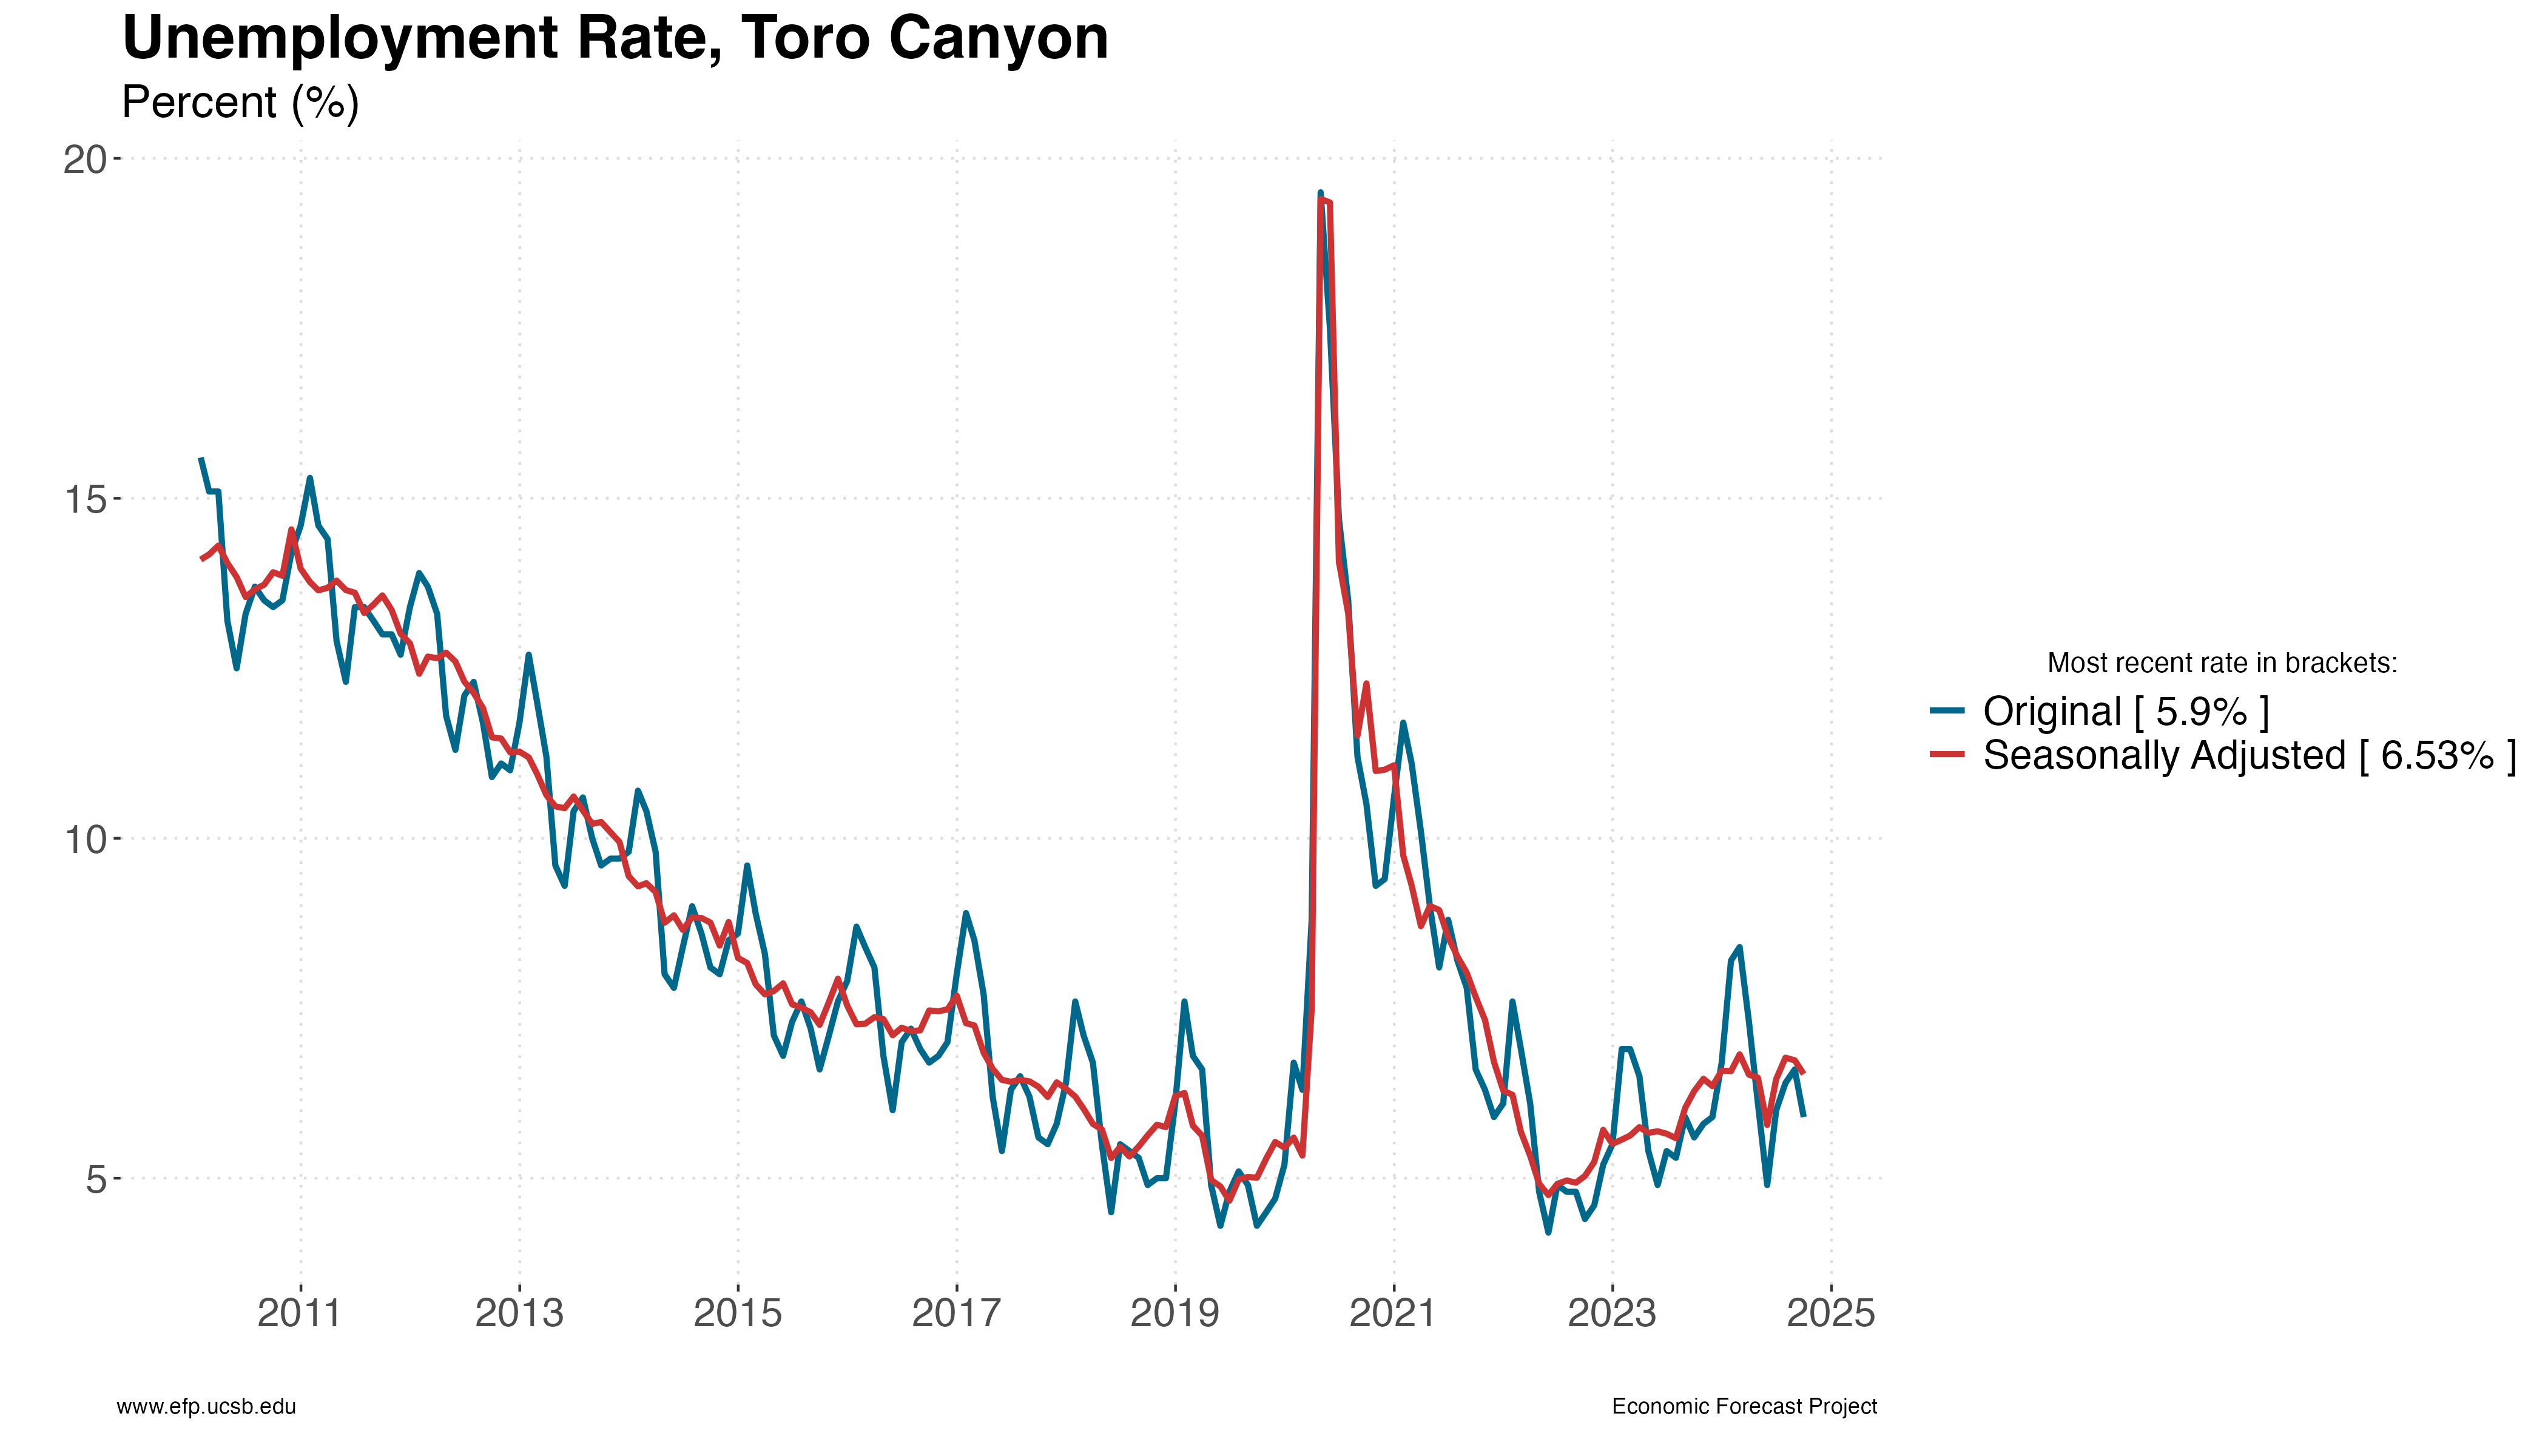 Unemployment Rate, Toro Canyon
Percent (%)
20
15
10
5
2011 2013 2015 2017 2019 2021 2023 2025
Most recent rate in brackets:
Original [ 5.9% ]
Seasonally Adjusted [ 6.53% ]
www.efp.ucsb.edu
Economic Forecast Project